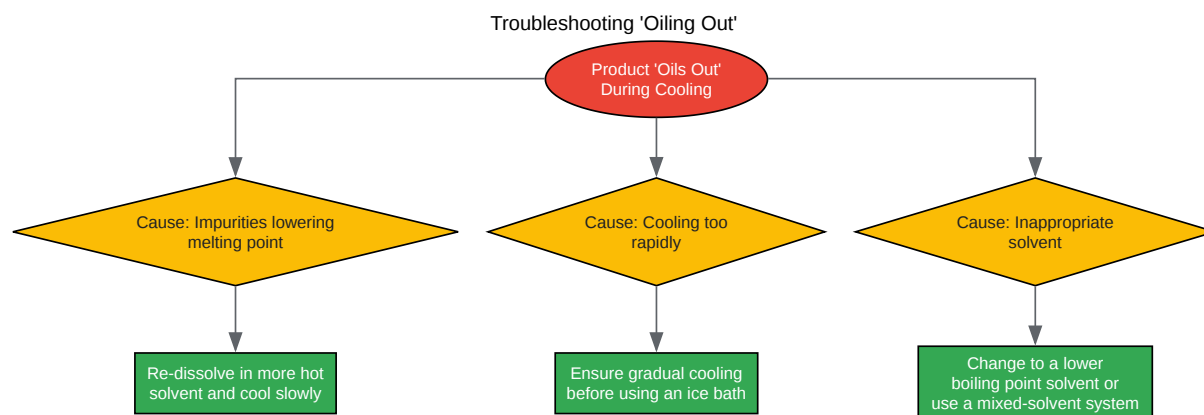 Troubleshooting 'Oiling Out'
Product 'Oils Out'
During Cooling
Cause: Impurities lowering
melting point
Cause: Cooling too
rapidly
Cause: Inappropriate
solvent
Re-dissolve in more hot
solvent and cool slowly
Ensure gradual cooling
before using an ice bath
Change to a lower
boiling point solvent or
use a mixed-solvent system